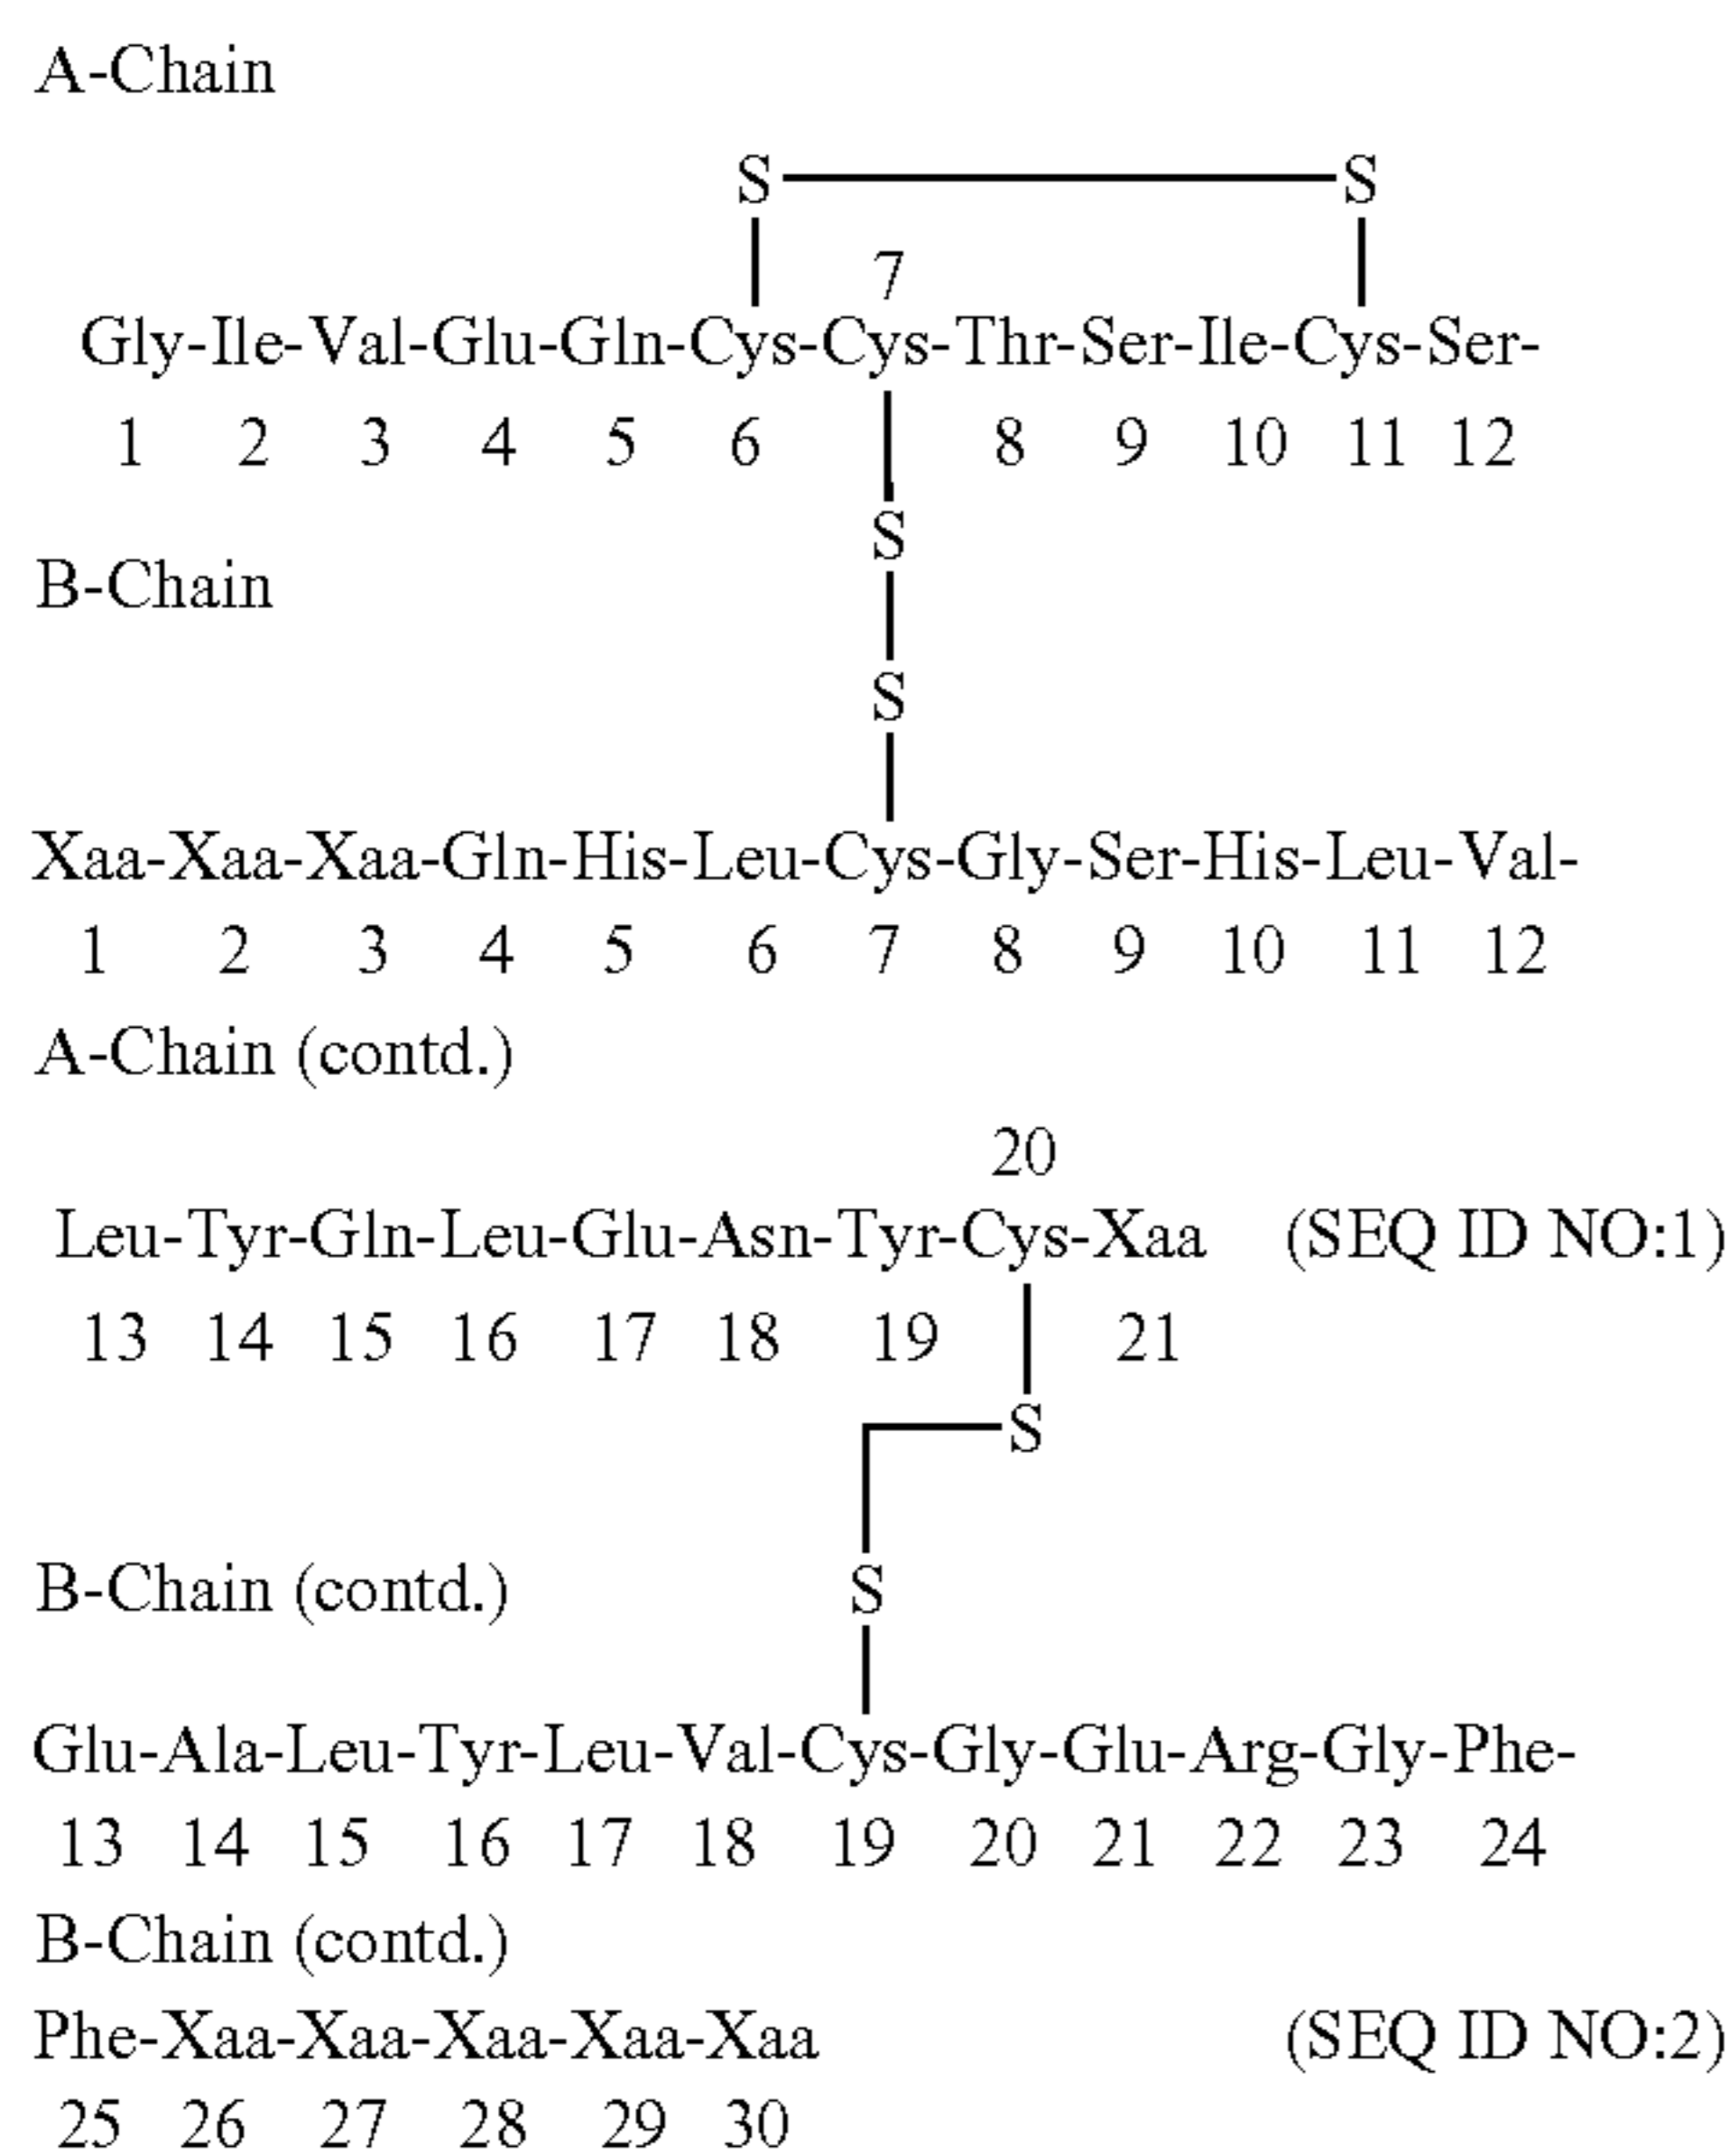 A-Chain
S S
7
Gly-Ile-Val-Glu-Gln-Cys-Cys-Thr-Ser-Ile-Cys-Ser-
1 2 3 4 5 6 8 9 10 11 12
S
B-Chain
S
Xaa-Xaa-Xaa-Gln-His-Leu-Cys-Gly-Ser-His-Leu-Val-
1 2 3 4 5 6 7 8 9 10 11 12
A-Chain (contd.)
20
Leu-Tyr-Gln-Leu-Glu-Asn-Tyr-Cys-Xaa (SEQ ID NO:1)
13 14 15 16 17 18 19 21
S
B-Chain (contd.) S
Glu-Ala-Leu-Tyr-Leu-Val-Cys-Gly-Glu-Arg-Gly-Phe-
13 14 15 16 17 18 19 20 21 22 23 24
B-Chain (contd.)
Phe-Xaa-Xaa-Xaa-Xaa-Xaa (SEQ ID NO:2)
25 26 27 28 29 30